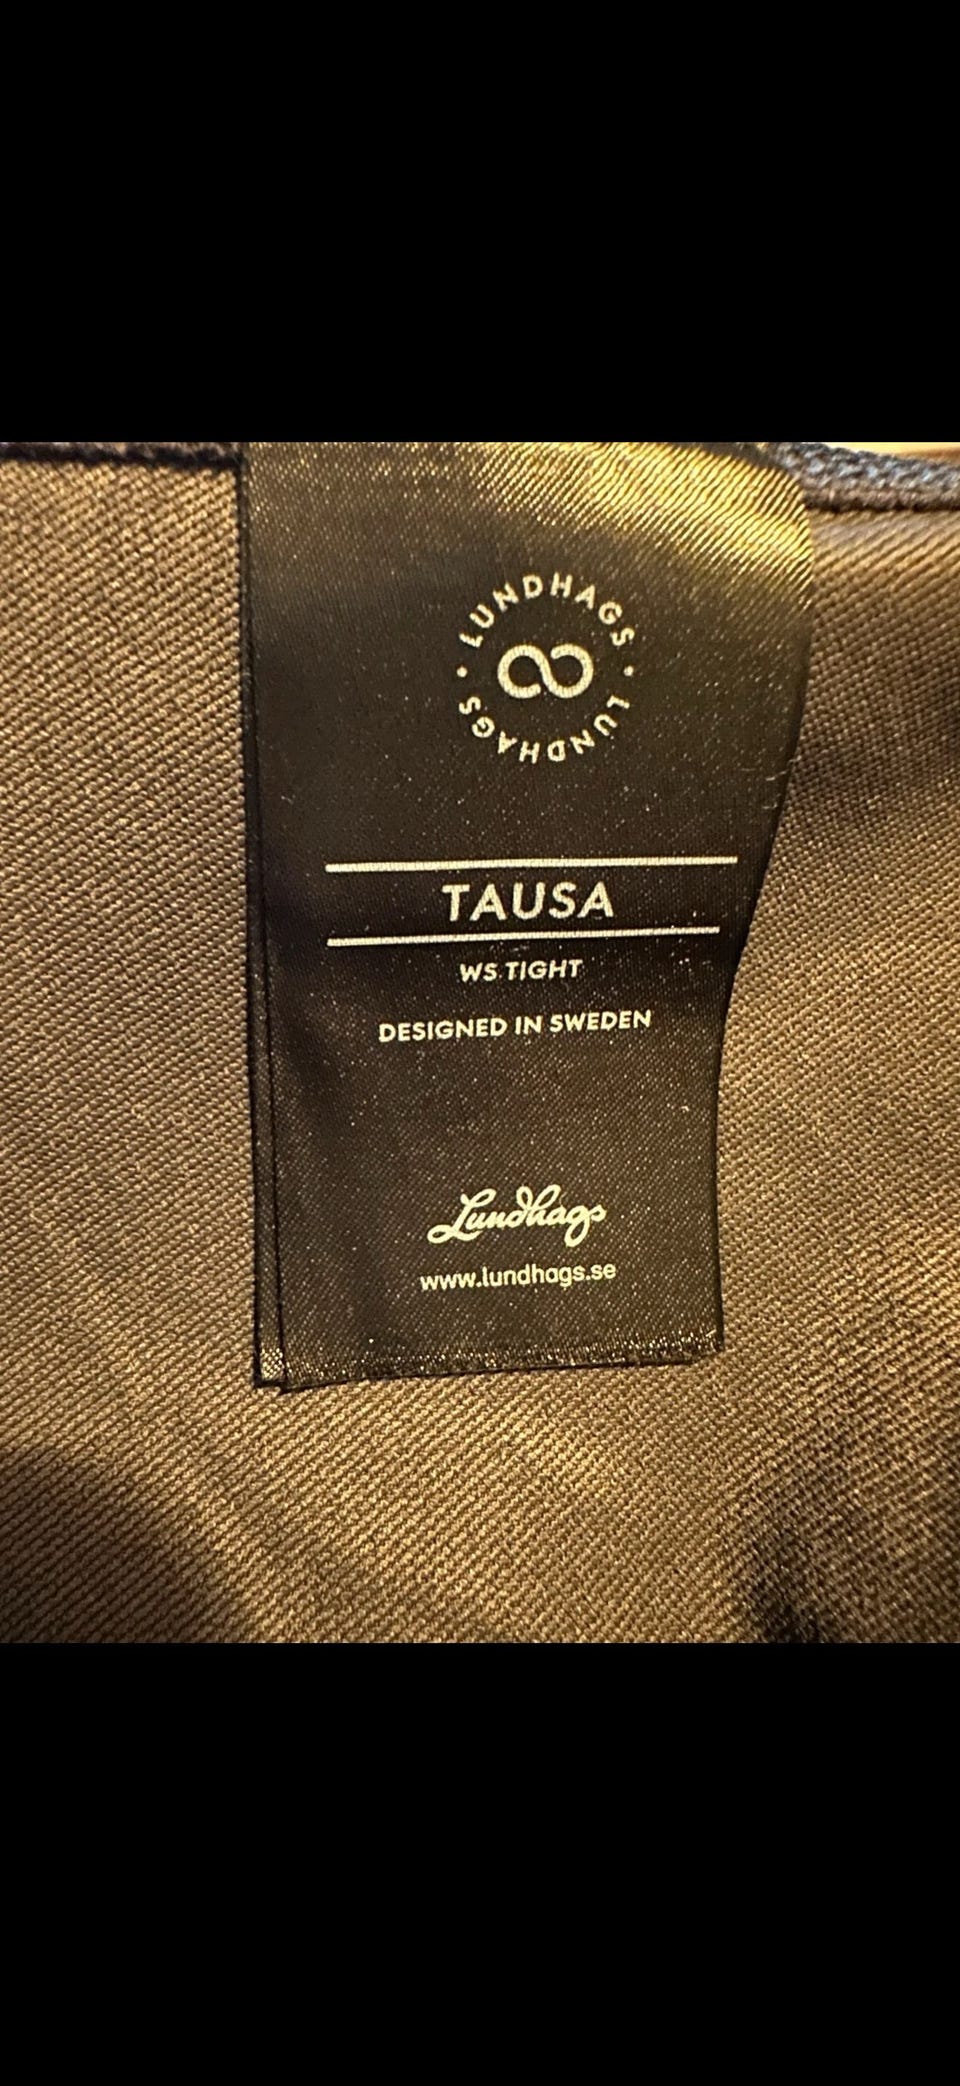 LUNDHAGS · LUNDHAGS ·
TAUSA
WS TIGHT
DESIGNED IN SWEDEN
Lundhags
www.lundhags.se